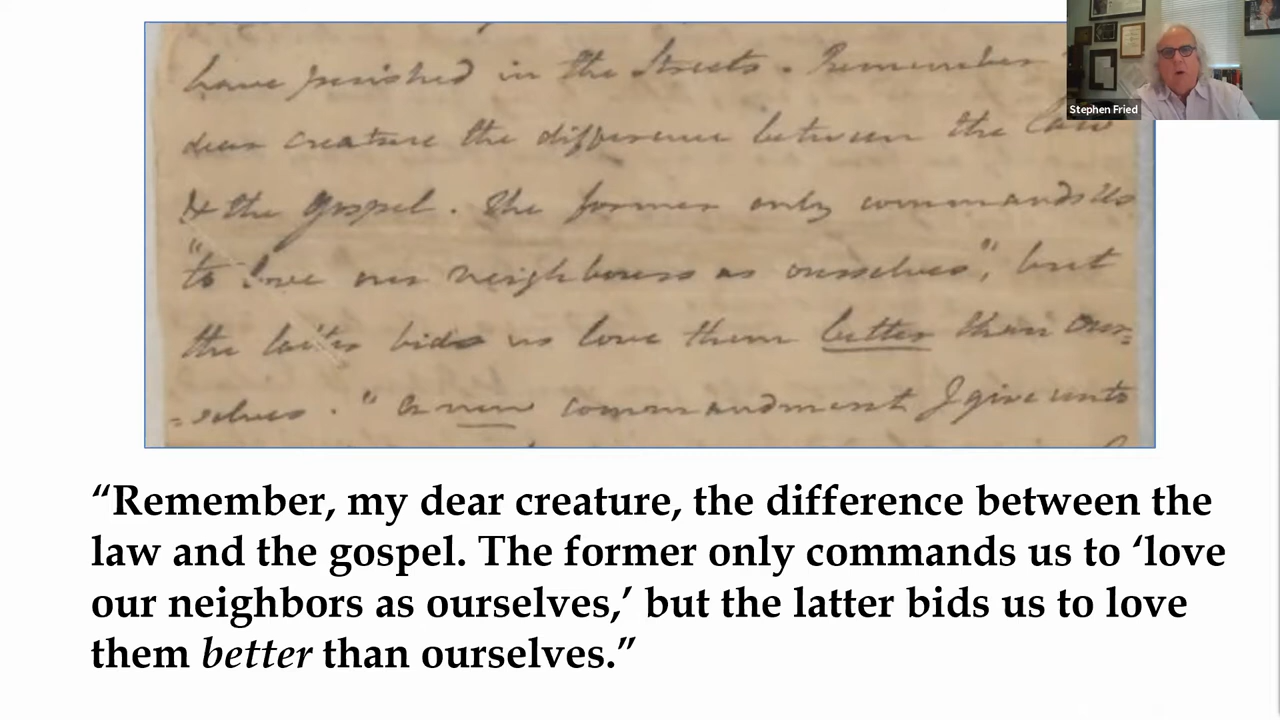 have perished in the Streets. Remember
dear creature the difference between the law
& the gospel. The former only commands us
"to love our neighbours as ourselves", but
the latter bids us love them better than our=
=selves. "A new commandment I give unto
Stephen Fried
“Remember, my dear creature, the difference between the
law and the gospel. The former only commands us to ‘love
our neighbors as ourselves,’ but the latter bids us to love
them better than ourselves.”